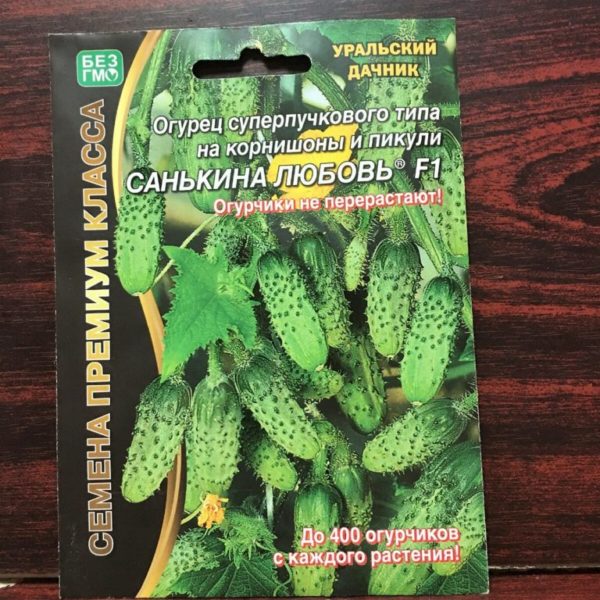 БЕЗ
ГМО
УРАЛЬСКИЙ
ДАЧНИК
Огурец суперпучкового типа
на корнишоны и пикули
САНЬКИНА ЛЮБОВЬ® F1
Огурчики не перерастают!
СЕМЕНА ПРЕМИУМ КЛАССА
До 400 огурчиков
с каждого растения!